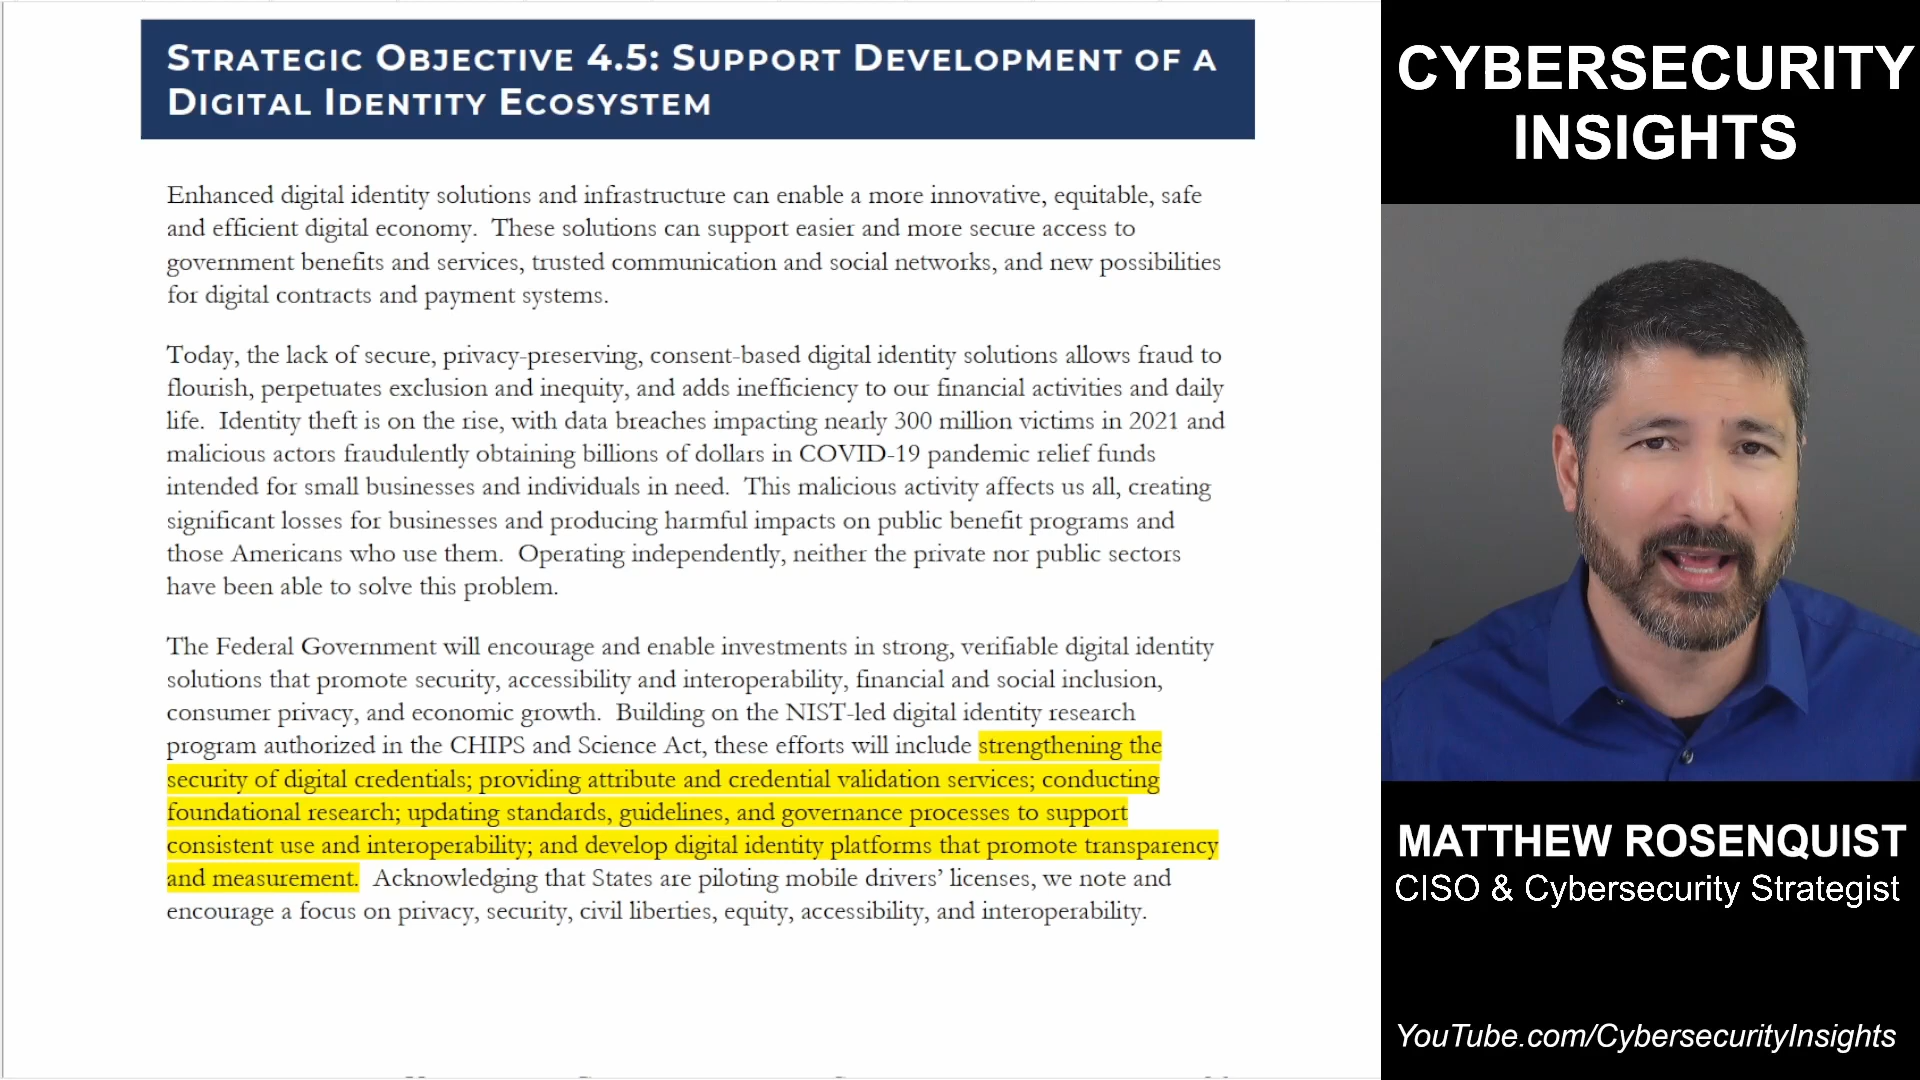 STRATEGIC OBJECTIVE 4.5: SUPPORT DEVELOPMENT OF A
DIGITAL IDENTITY ECOSYSTEM
Enhanced digital identity solutions and infrastructure can enable a more innovative, equitable, safe
and efficient digital economy.  These solutions can support easier and more secure access to
government benefits and services, trusted communication and social networks, and new possibilities
for digital contracts and payment systems.
Today, the lack of secure, privacy-preserving, consent-based digital identity solutions allows fraud to
flourish, perpetuates exclusion and inequity, and adds inefficiency to our financial activities and daily
life.  Identity theft is on the rise, with data breaches impacting nearly 300 million victims in 2021 and
malicious actors fraudulently obtaining billions of dollars in COVID-19 pandemic relief funds
intended for small businesses and individuals in need.  This malicious activity affects us all, creating
significant losses for businesses and producing harmful impacts on public benefit programs and
those Americans who use them.  Operating independently, neither the private nor public sectors
have been able to solve this problem.
The Federal Government will encourage and enable investments in strong, verifiable digital identity
solutions that promote security, accessibility and interoperability, financial and social inclusion,
consumer privacy, and economic growth.  Building on the NIST-led digital identity research
program authorized in the CHIPS and Science Act, these efforts will include strengthening the
security of digital credentials; providing attribute and credential validation services; conducting
foundational research; updating standards, guidelines, and governance processes to support
consistent use and interoperability; and develop digital identity platforms that promote transparency
and measurement.  Acknowledging that States are piloting mobile drivers’ licenses, we note and
encourage a focus on privacy, security, civil liberties, equity, accessibility, and interoperability.
CYBERSECURITY
INSIGHTS
MATTHEW ROSENQUIST
CISO & Cybersecurity Strategist
YouTube.com/CybersecurityInsights